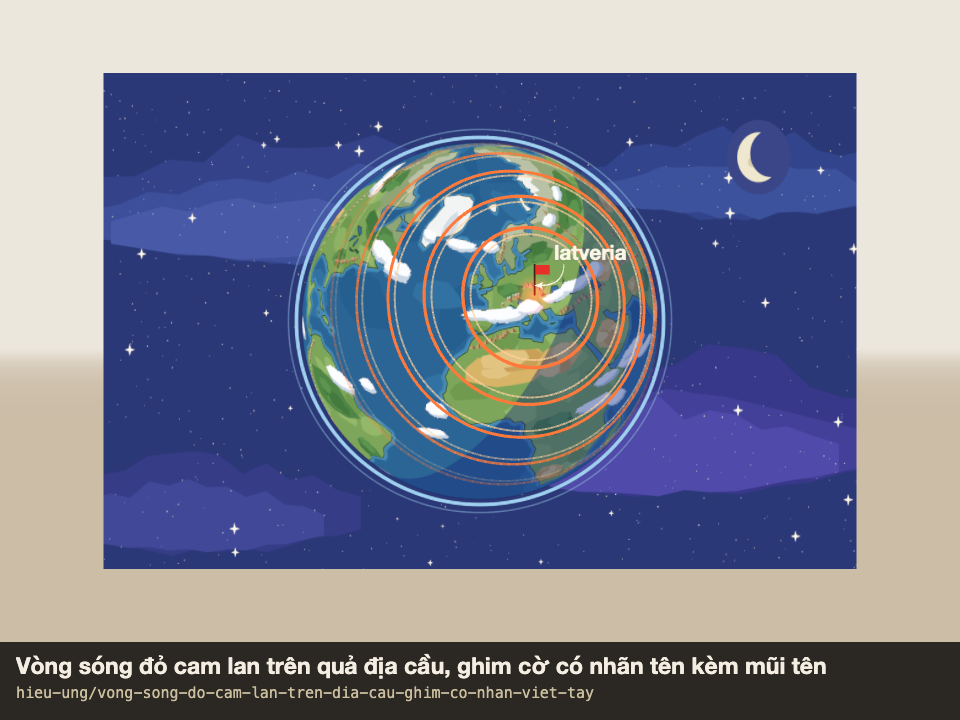 latveria
Vòng sóng đỏ cam lan trên quả địa cầu, ghim cờ có nhãn tên kèm mũi tên
hieu-ung/vong-song-do-cam-lan-tren-dia-cau-ghim-co-nhan-viet-tay